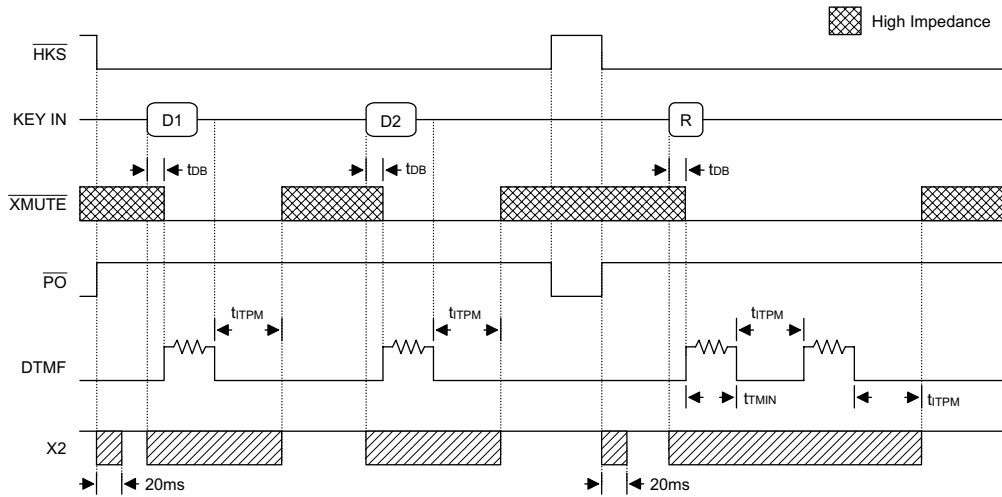 High Impedance
HKS
KEY IN D1 D2 R
tDB tDB tDB
XMUTE
PO
tITPM tITPM tITPM
DTMF
tTMIN tITPM
X2
20ms 20ms